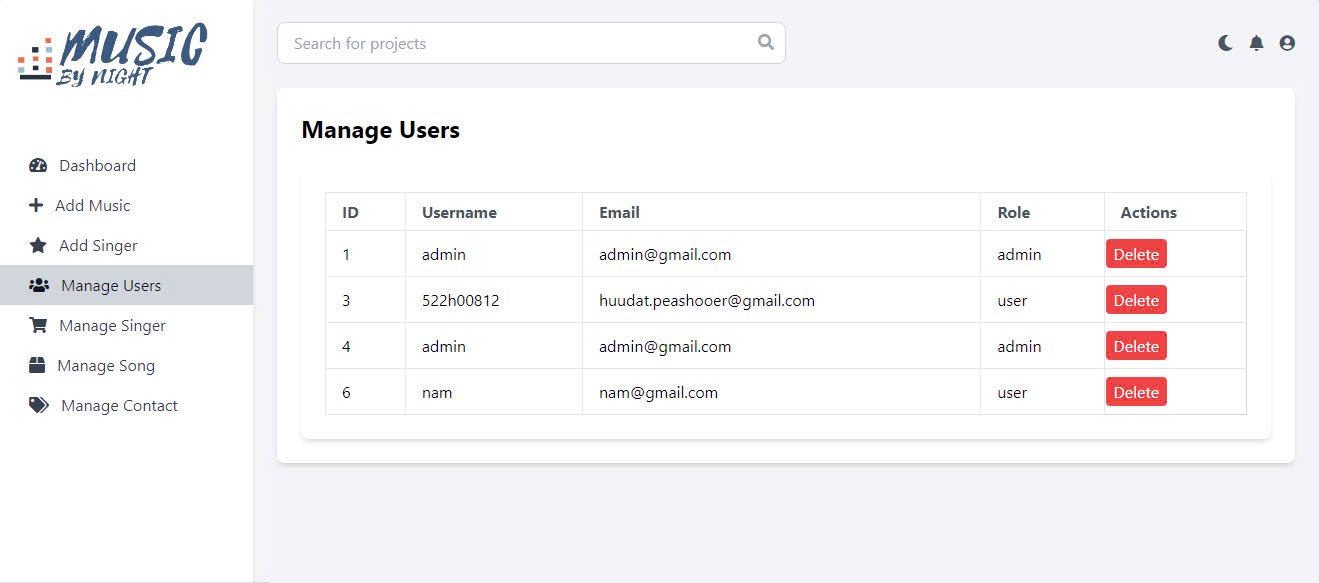 MUSIC
BY NIGHT
Search for projects
Dashboard
Add Music
Add Singer
Manage Users
Manage Singer
Manage Song
Manage Contact
Manage Users
ID Username Email Role Actions
1 admin admin@gmail.com admin Delete
3 522h00812 huudat.peashooer@gmail.com user Delete
4 admin admin@gmail.com admin Delete
6 nam nam@gmail.com user Delete